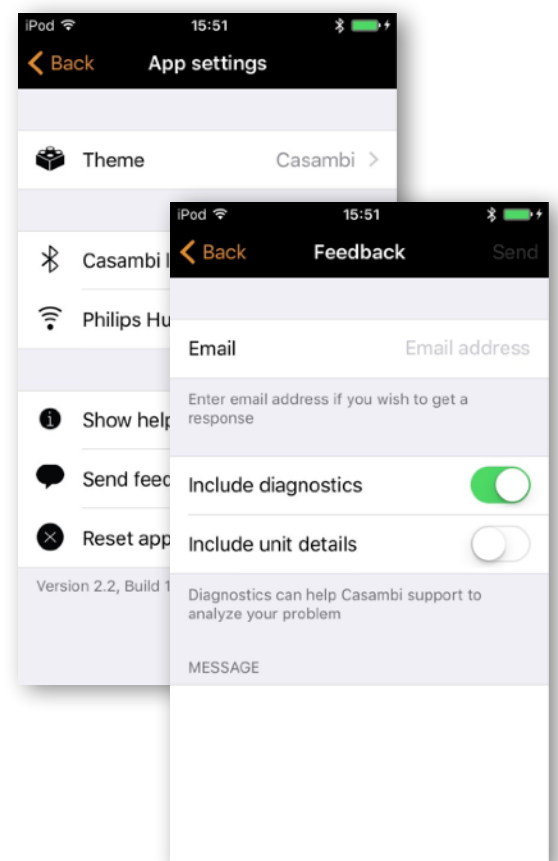 iPod 15:51
Back App settings
Theme Casambi
Casambi
Philips Hu
Show help
Send feed
Reset app
Version 2.2, Build 1
iPod 15:51
Back Feedback Send
Email Email address
Enter email address if you wish to get a
response
Include diagnostics
Include unit details
Diagnostics can help Casambi support to
analyze your problem
MESSAGE